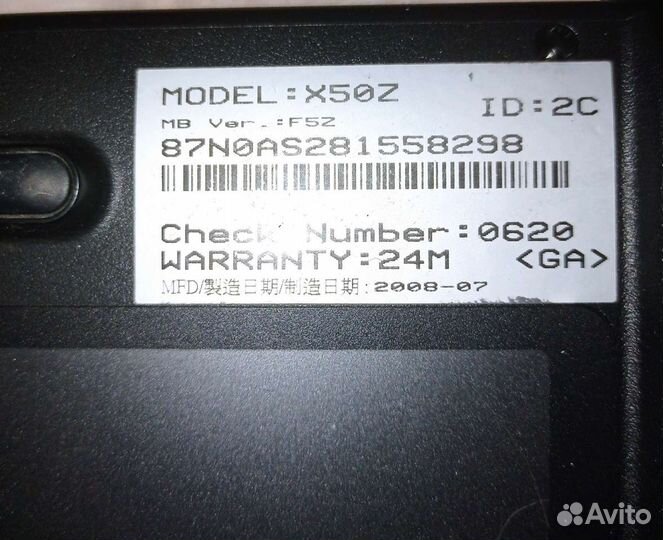 MODEL:X50Z
ID:2C
MB Ver.:F5Z
87N0AS281558298
Check Number:0620
WARRANTY:24M <GA>
MFD/製造日期/制造日期:2008-07
Avito